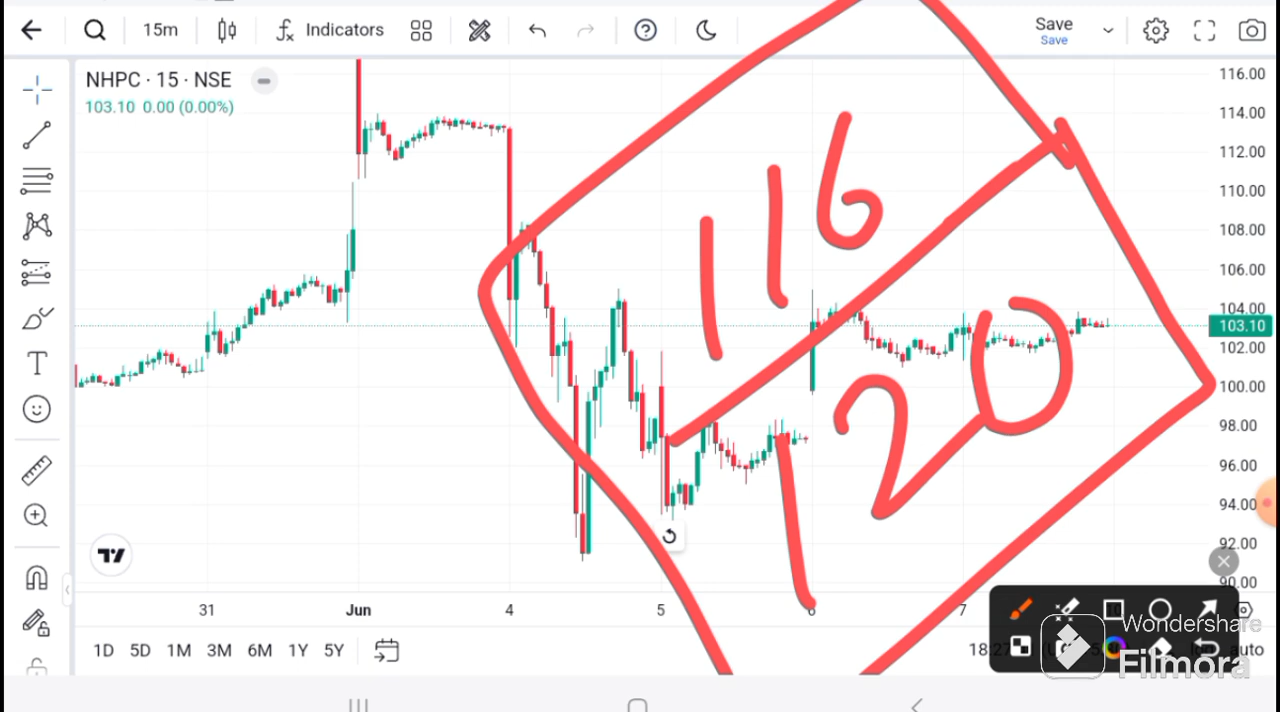 15m Indicators Save
Save
NHPC · 15 · NSE
103.10 0.00 (0.00%)
116.00
114.00
112.00
110.00
108.00
106.00
104.00
103.10
102.00
100.00
98.00
96.00
94.00
92.00
90.00
116
120
31 Jun 4 5 6 7
1D 5D 1M 3M 6M 1Y 5Y
auto
Wondershare
Filmora